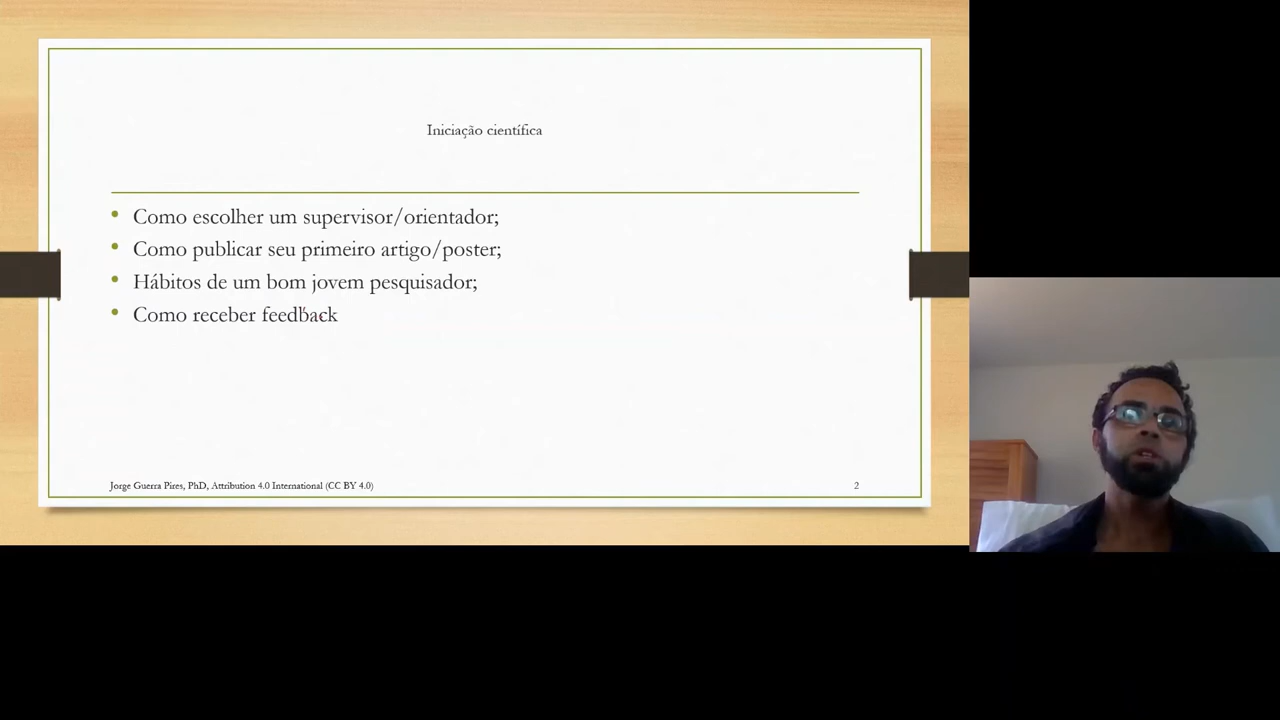 Iniciação científica
• Como escolher um supervisor/orientador;
• Como publicar seu primeiro artigo/poster;
• Hábitos de um bom jovem pesquisador;
• Como receber feedback
Jorge Guerra Pires, PhD, Attribution 4.0 International (CC BY 4.0)
2